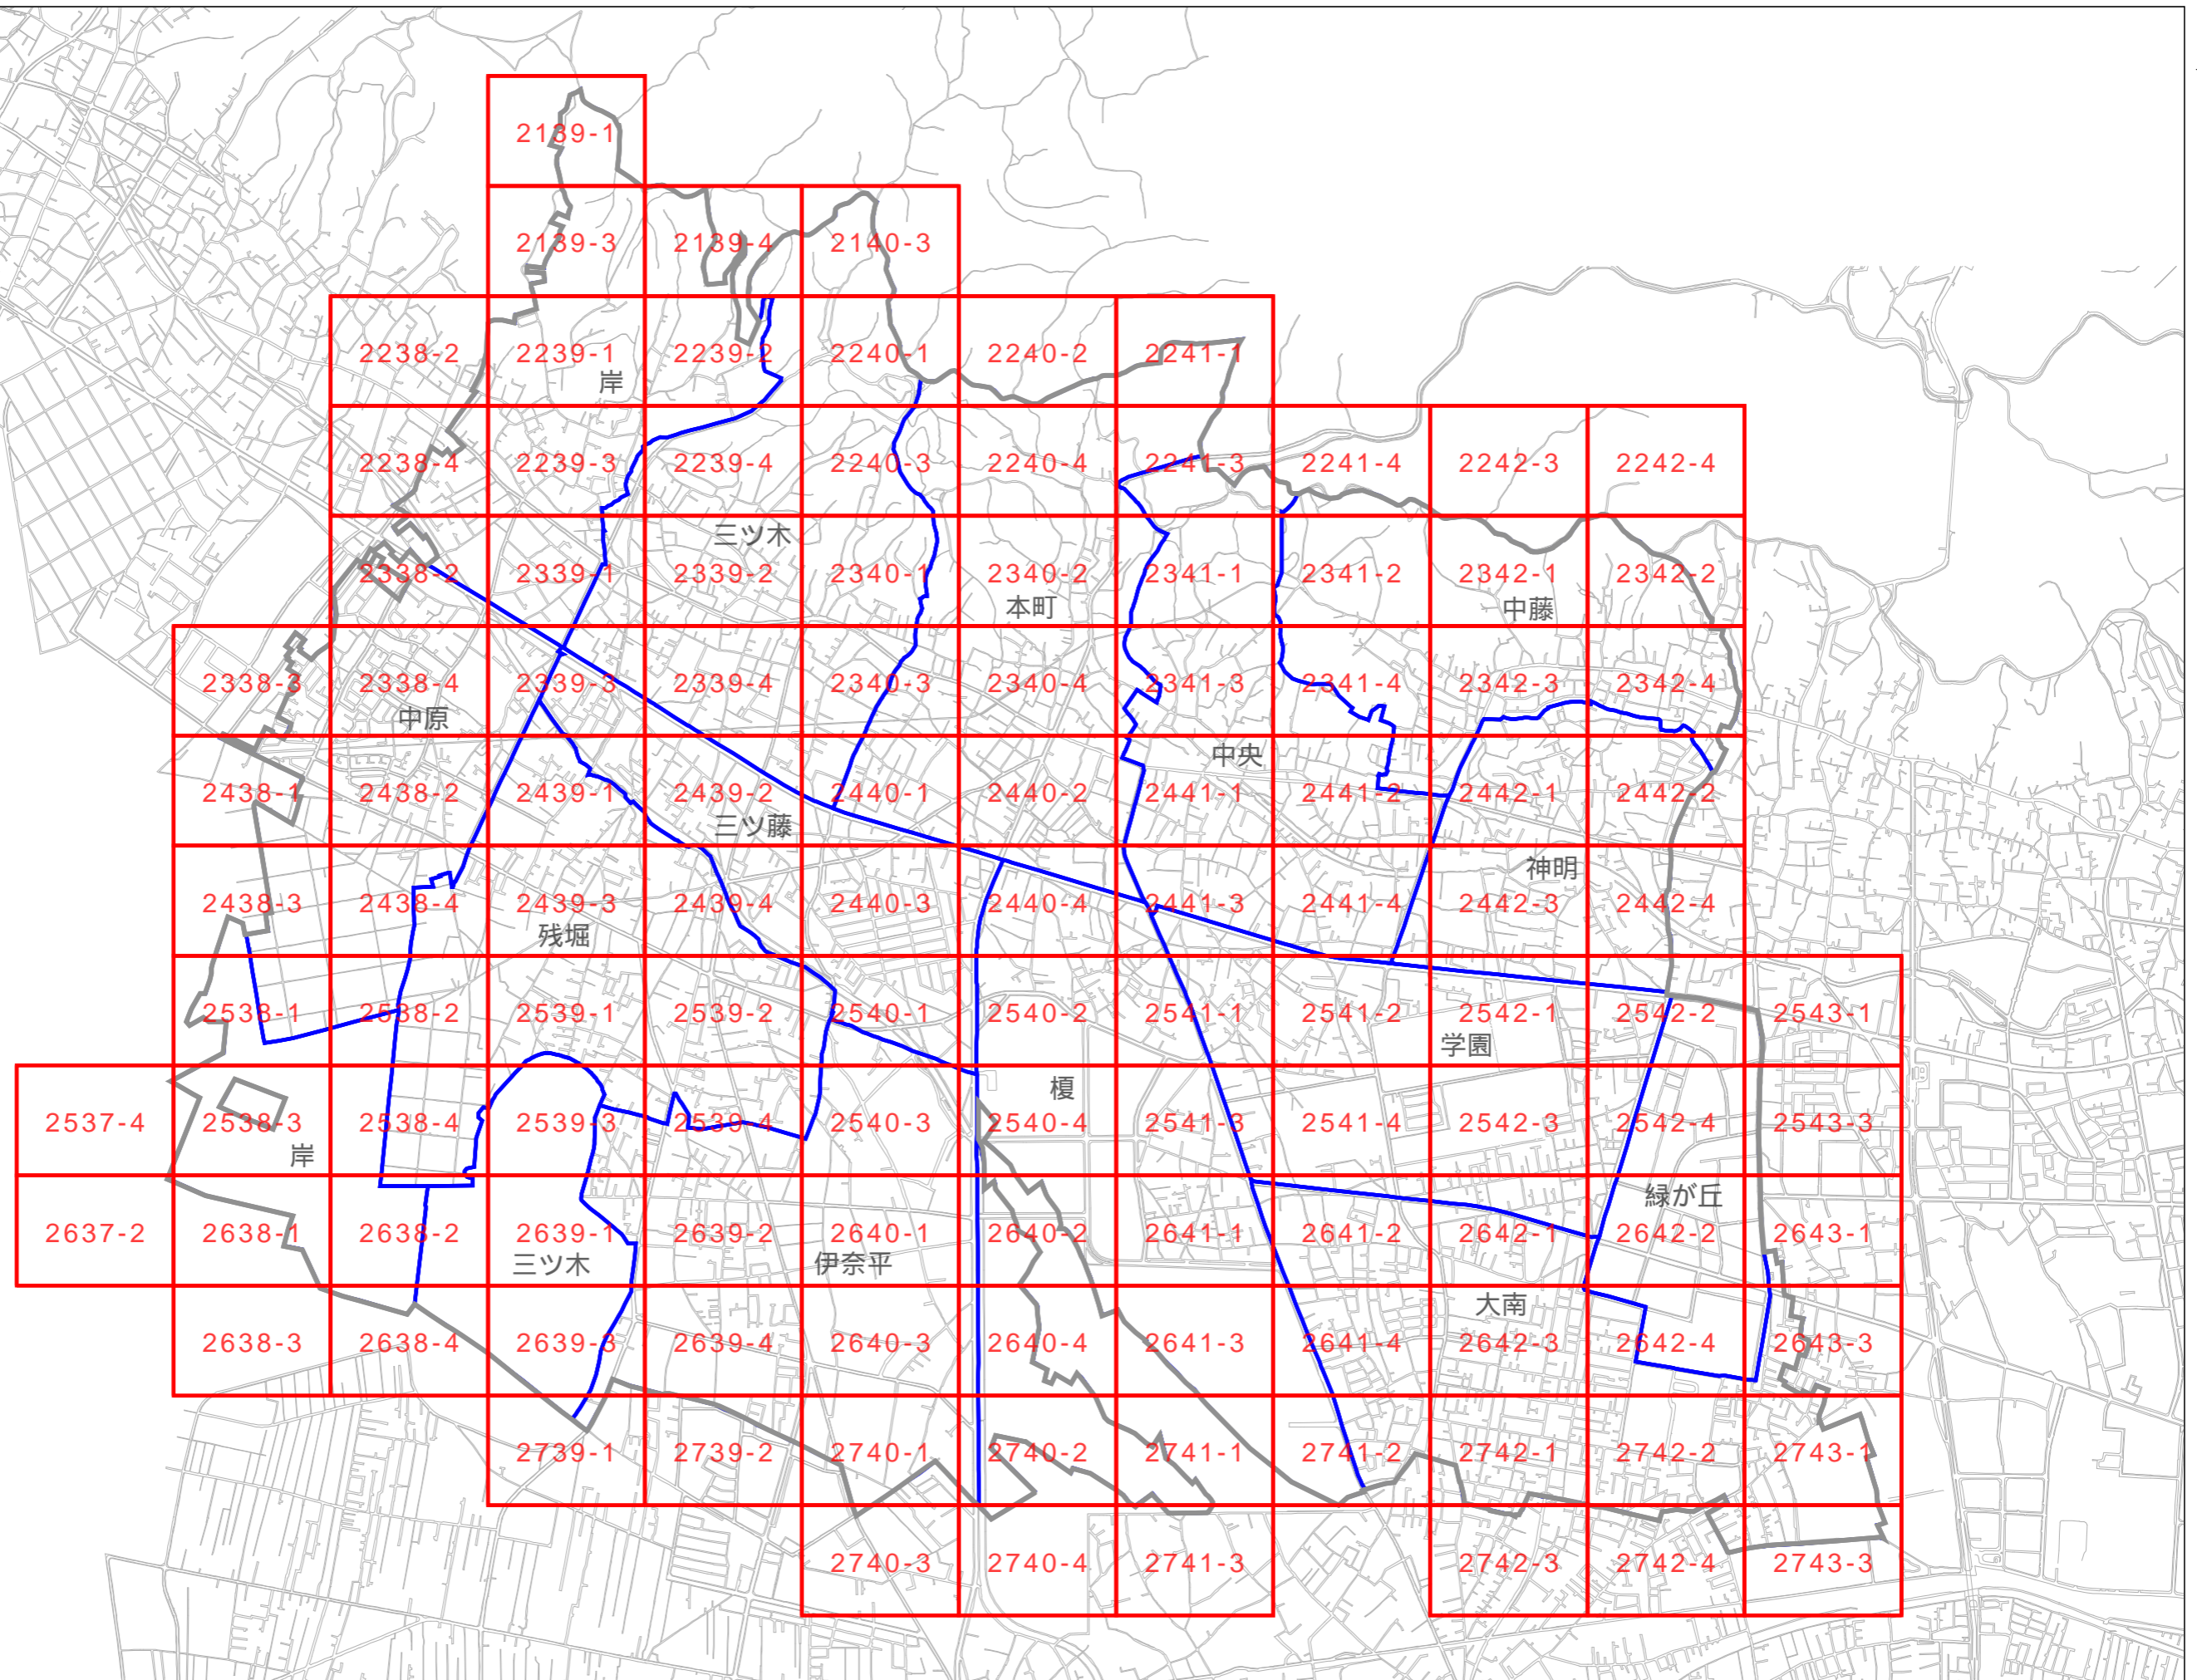 2139-1
2139-3 2139-4 2140-3
2238-2 2239-1 2239-2 2240-1 2240-2 2241-1
岸
2238-4 2239-3 2239-4 2240-3 2240-4 2241-3 2241-4 2242-3 2242-4
三ツ木
2338-2 2339-1 2339-2 2340-1 2340-2 2341-1 2341-2 2342-1 2342-2
本町 中藤
2338-3 2338-4 2339-3 2339-4 2340-3 2340-4 2341-3 2341-4 2342-3 2342-4
中原
中央
2438-1 2438-2 2439-1 2439-2 2440-1 2440-2 2441-1 2441-2 2442-1 2442-2
三ツ藤
神明
2438-3 2438-4 2439-3 2439-4 2440-3 2440-4 2441-3 2441-4 2442-3 2442-4
残堀
2538-1 2538-2 2539-1 2539-2 2540-1 2540-2 2541-1 2541-2 2542-1 2542-2 2543-1
学園
榎
2537-4 2538-3 2538-4 2539-3 2539-4 2540-3 2540-4 2541-3 2541-4 2542-3 2542-4 2543-3
岸
緑が丘
2637-2 2638-1 2638-2 2639-1 2639-2 2640-1 2640-2 2641-1 2641-2 2642-1 2642-2 2643-1
三ツ木 伊奈平
大南
2638-3 2638-4 2639-3 2639-4 2640-3 2640-4 2641-3 2641-4 2642-3 2642-4 2643-3
2739-1 2739-2 2740-1 2740-2 2741-1 2741-2 2742-1 2742-2 2743-1
2740-3 2740-4 2741-3 2742-3 2742-4 2743-3